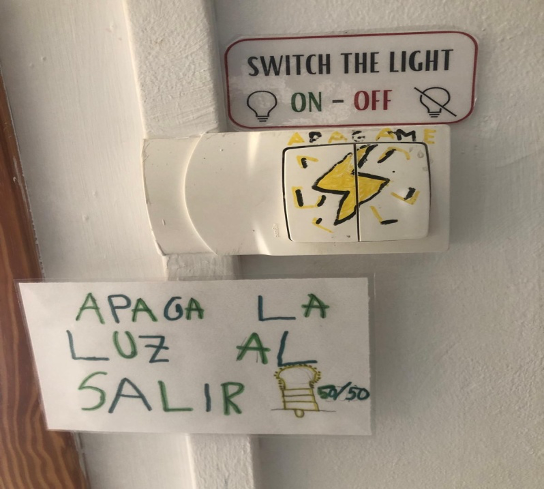 SWITCH THE LIGHT
ON - OFF
APAGAME
APAGA LA
LUZ AL
SALIR 50/50